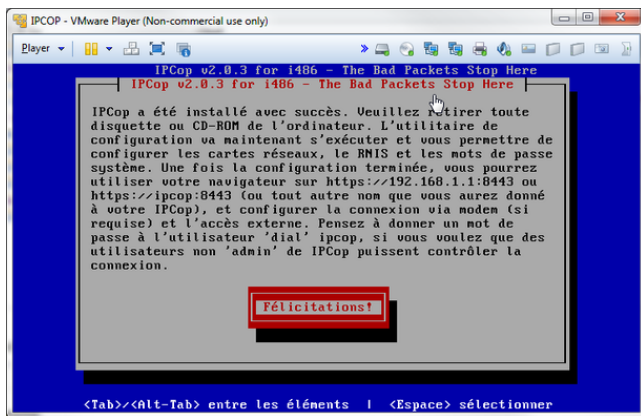 IPCOP - VMware Player (Non-commercial use only)
Player
IPCop v2.0.3 for i486 - The Bad Packets Stop Here
IPCop v2.0.3 for i486 - The Bad Packets Stop Here
IPCop a été installé avec succès. Veuillez retirer toute
disquette ou CD-ROM de l'ordinateur. L'utilitaire de
configuration va maintenant s'exécuter et vous permettre de
configurer les cartes réseaux, le RNIS et les mots de passe
système. Une fois la configuration terminée, vous pourrez
utiliser votre navigateur sur https://192.168.1.1:8443 ou
https://ipcop:8443 (ou tout autre nom que vous aurez donné
à votre IPCop), et configurer la connexion via modem (si
requise) et l'accès externe. Pensez à donner un mot de
passe à l'utilisateur 'dial' ipcop, si vous voulez que des
utilisateurs non 'admin' de IPCop puissent contrôler la
connexion.
Félicitations!
<Tab>/<Alt-Tab> entre les éléments | <Espace> sélectionner